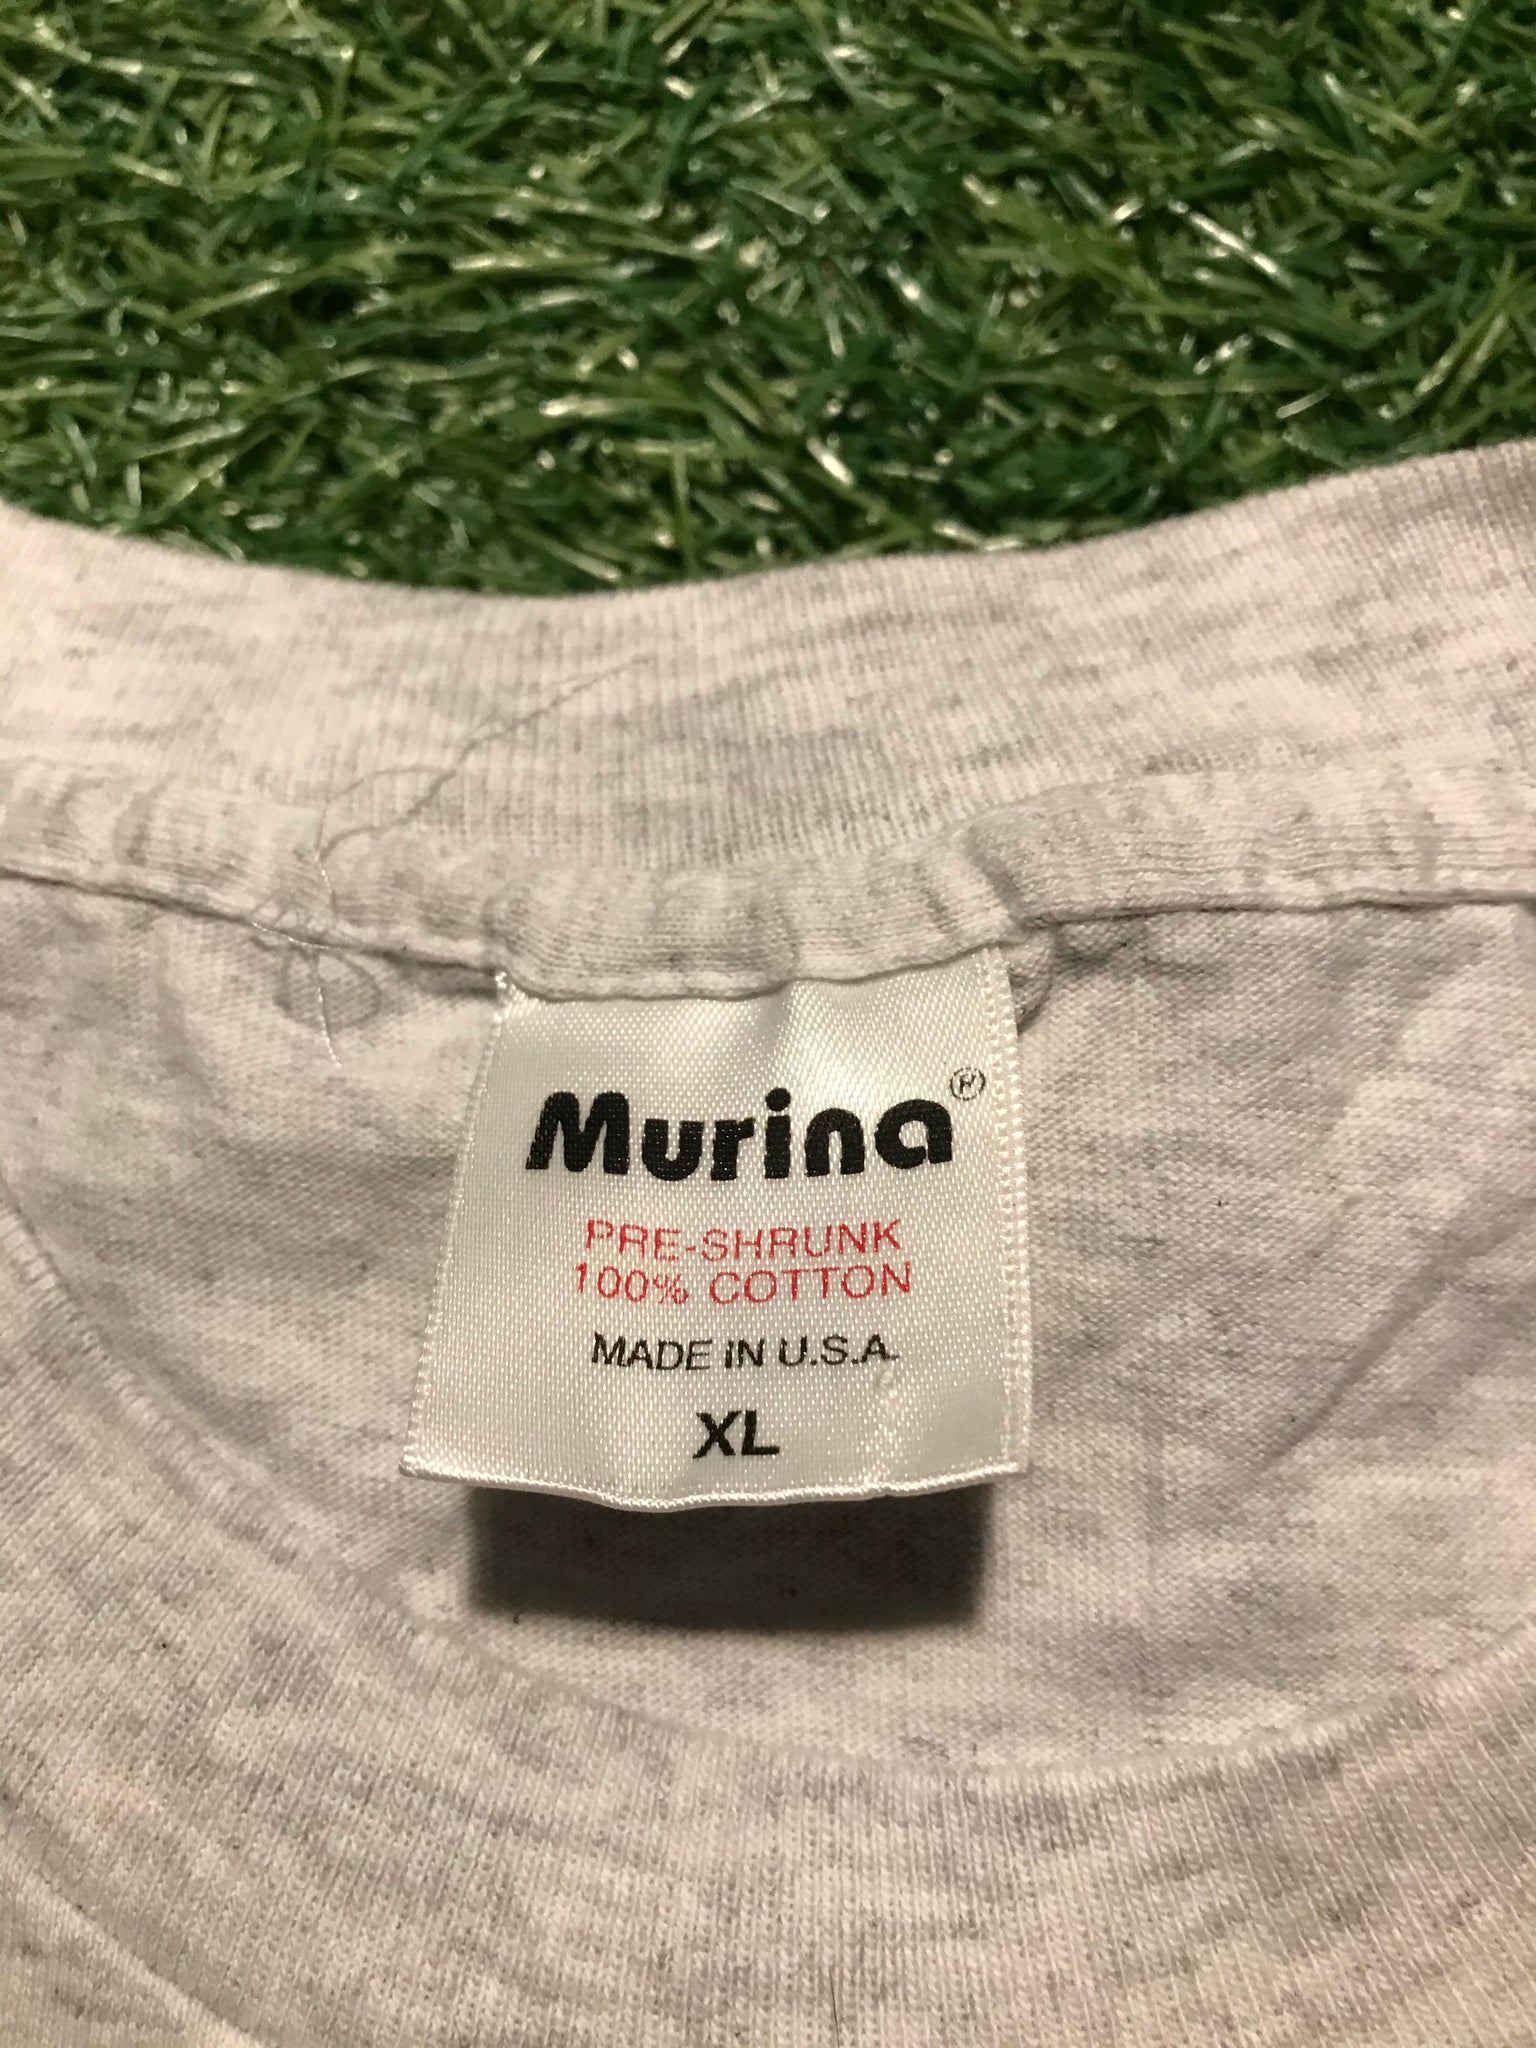 Murina®
PRE-SHRUNK
100% COTTON
MADE IN U.S.A.
XL